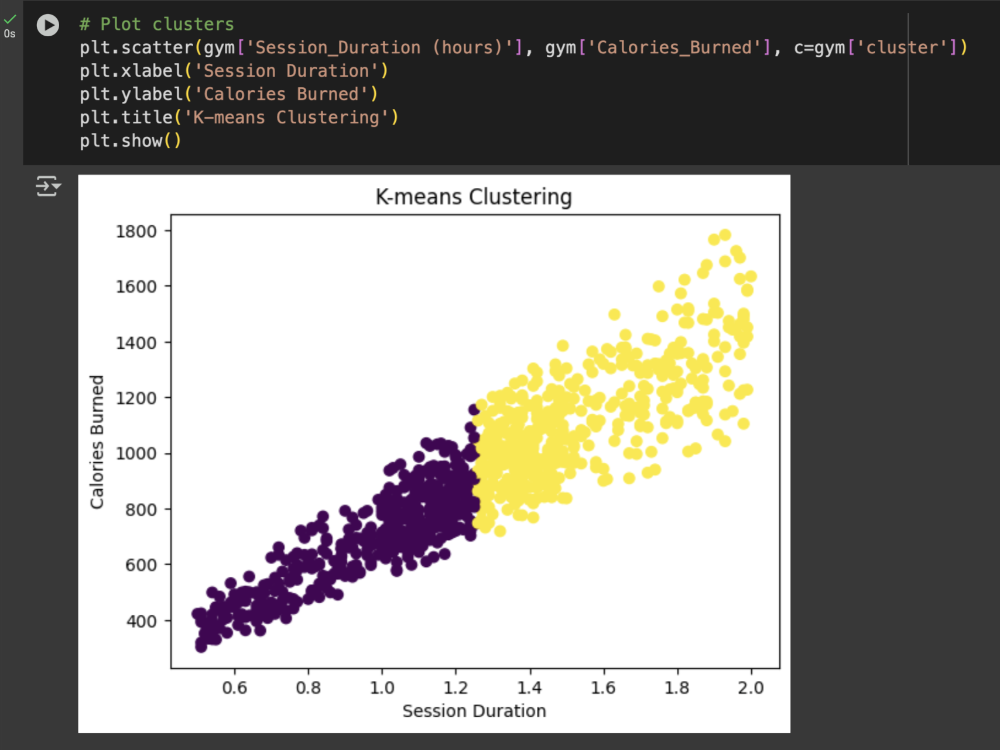 # Plot clusters
0s
plt.scatter(gym['Session_Duration (hours)'], gym['Calories_Burned'], c=gym['cluster'])
plt.xlabel('Session Duration')
plt.ylabel('Calories Burned')
plt.title('K-means Clustering')
plt.show()
K-means Clustering
1800
1600
1400
1200
1000
800
600
400
Calories Burned
0.6 0.8 1.0 1.2 1.4 1.6 1.8 2.0
Session Duration